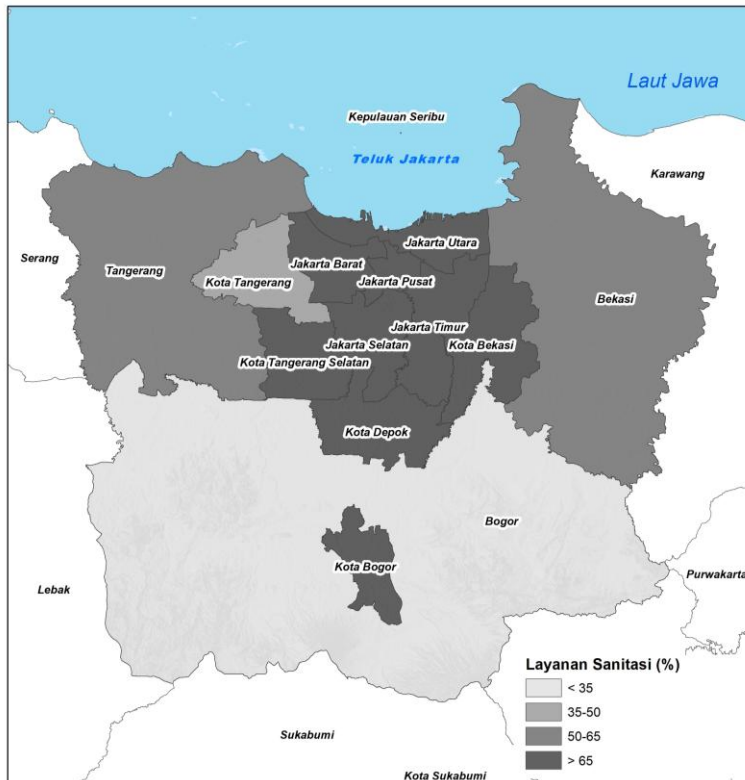 Laut Jawa
Kepulauan Seribu
Teluk Jakarta
Karawang
Serang
Tangerang
Kota Tangerang
Jakarta Utara
Jakarta Barat
Jakarta Pusat
Bekasi
Jakarta Timur
Jakarta Selatan
Kota Bekasi
Kota Tangerang Selatan
Kota Depok
Bogor
Kota Bogor
Lebak
Purwakarta
Sukabumi
Kota Sukabumi
Layanan Sanitasi (%)
< 35
35-50
50-65
> 65